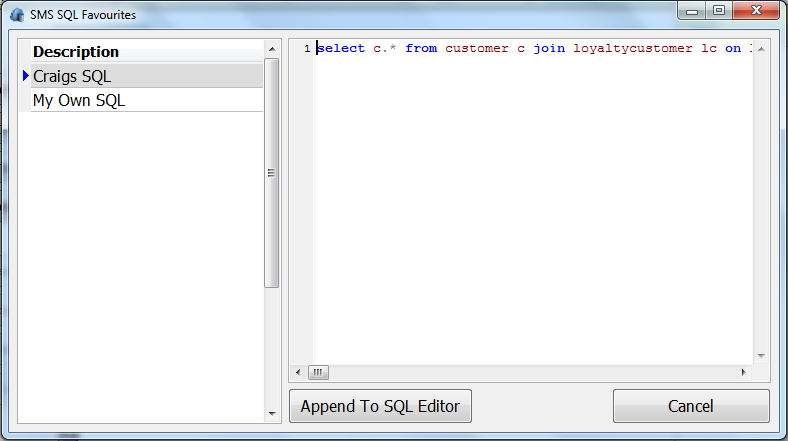 SMS SQL Favourites
Description
Craigs SQL
My Own SQL
1 select c.* from customer c join loyaltycustomer lc on
Append To SQL Editor
Cancel